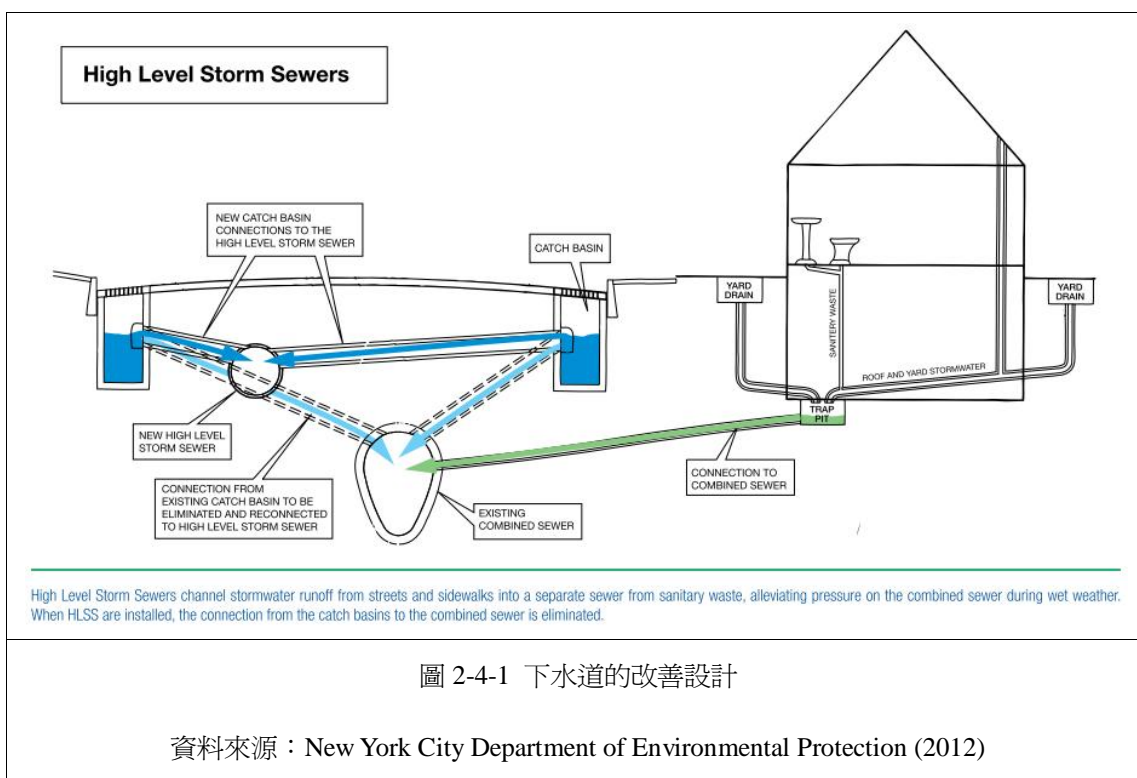 High Level Storm Sewers
NEW CATCH BASIN
CONNECTIONS TO THE
HIGH LEVEL STORM SEWER
CATCH BASIN
YARD
DRAIN
SANITERY WASTE
YARD
DRAIN
ROOF AND YARD STORMWATER
TRAP
PIT
NEW HIGH LEVEL
STORM SEWER
CONNECTION TO
COMBINED SEWER
CONNECTION FROM
EXISTING CATCH BASIN TO BE
ELIMINATED AND RECONNECTED
TO HIGH LEVEL STORM SEWER
EXISTING
COMBINED SEWER
High Level Storm Sewers channel stormwater runoff from streets and sidewalks into a separate sewer from sanitary waste, alleviating pressure on the combined sewer during wet weather.
When HLSS are installed, the connection from the catch basins to the combined sewer is eliminated.
圖 2-4-1 下水道的改善設計
資料來源：New York City Department of Environmental Protection (2012)